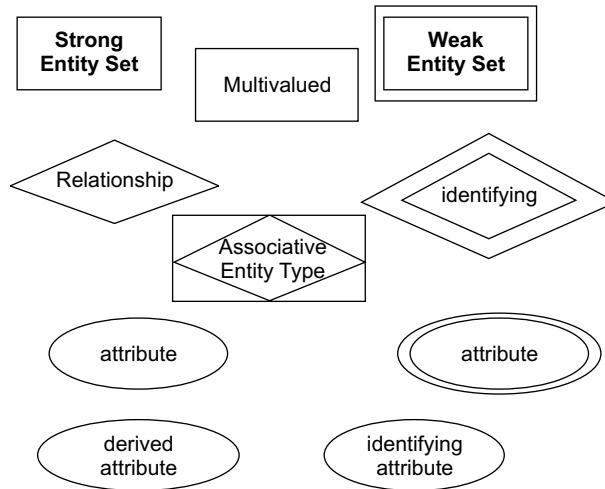 Strong
Entity Set
Weak
Entity Set
Multivalued
Relationship
identifying
Associative
Entity Type
attribute
attribute
derived
attribute
identifying
attribute